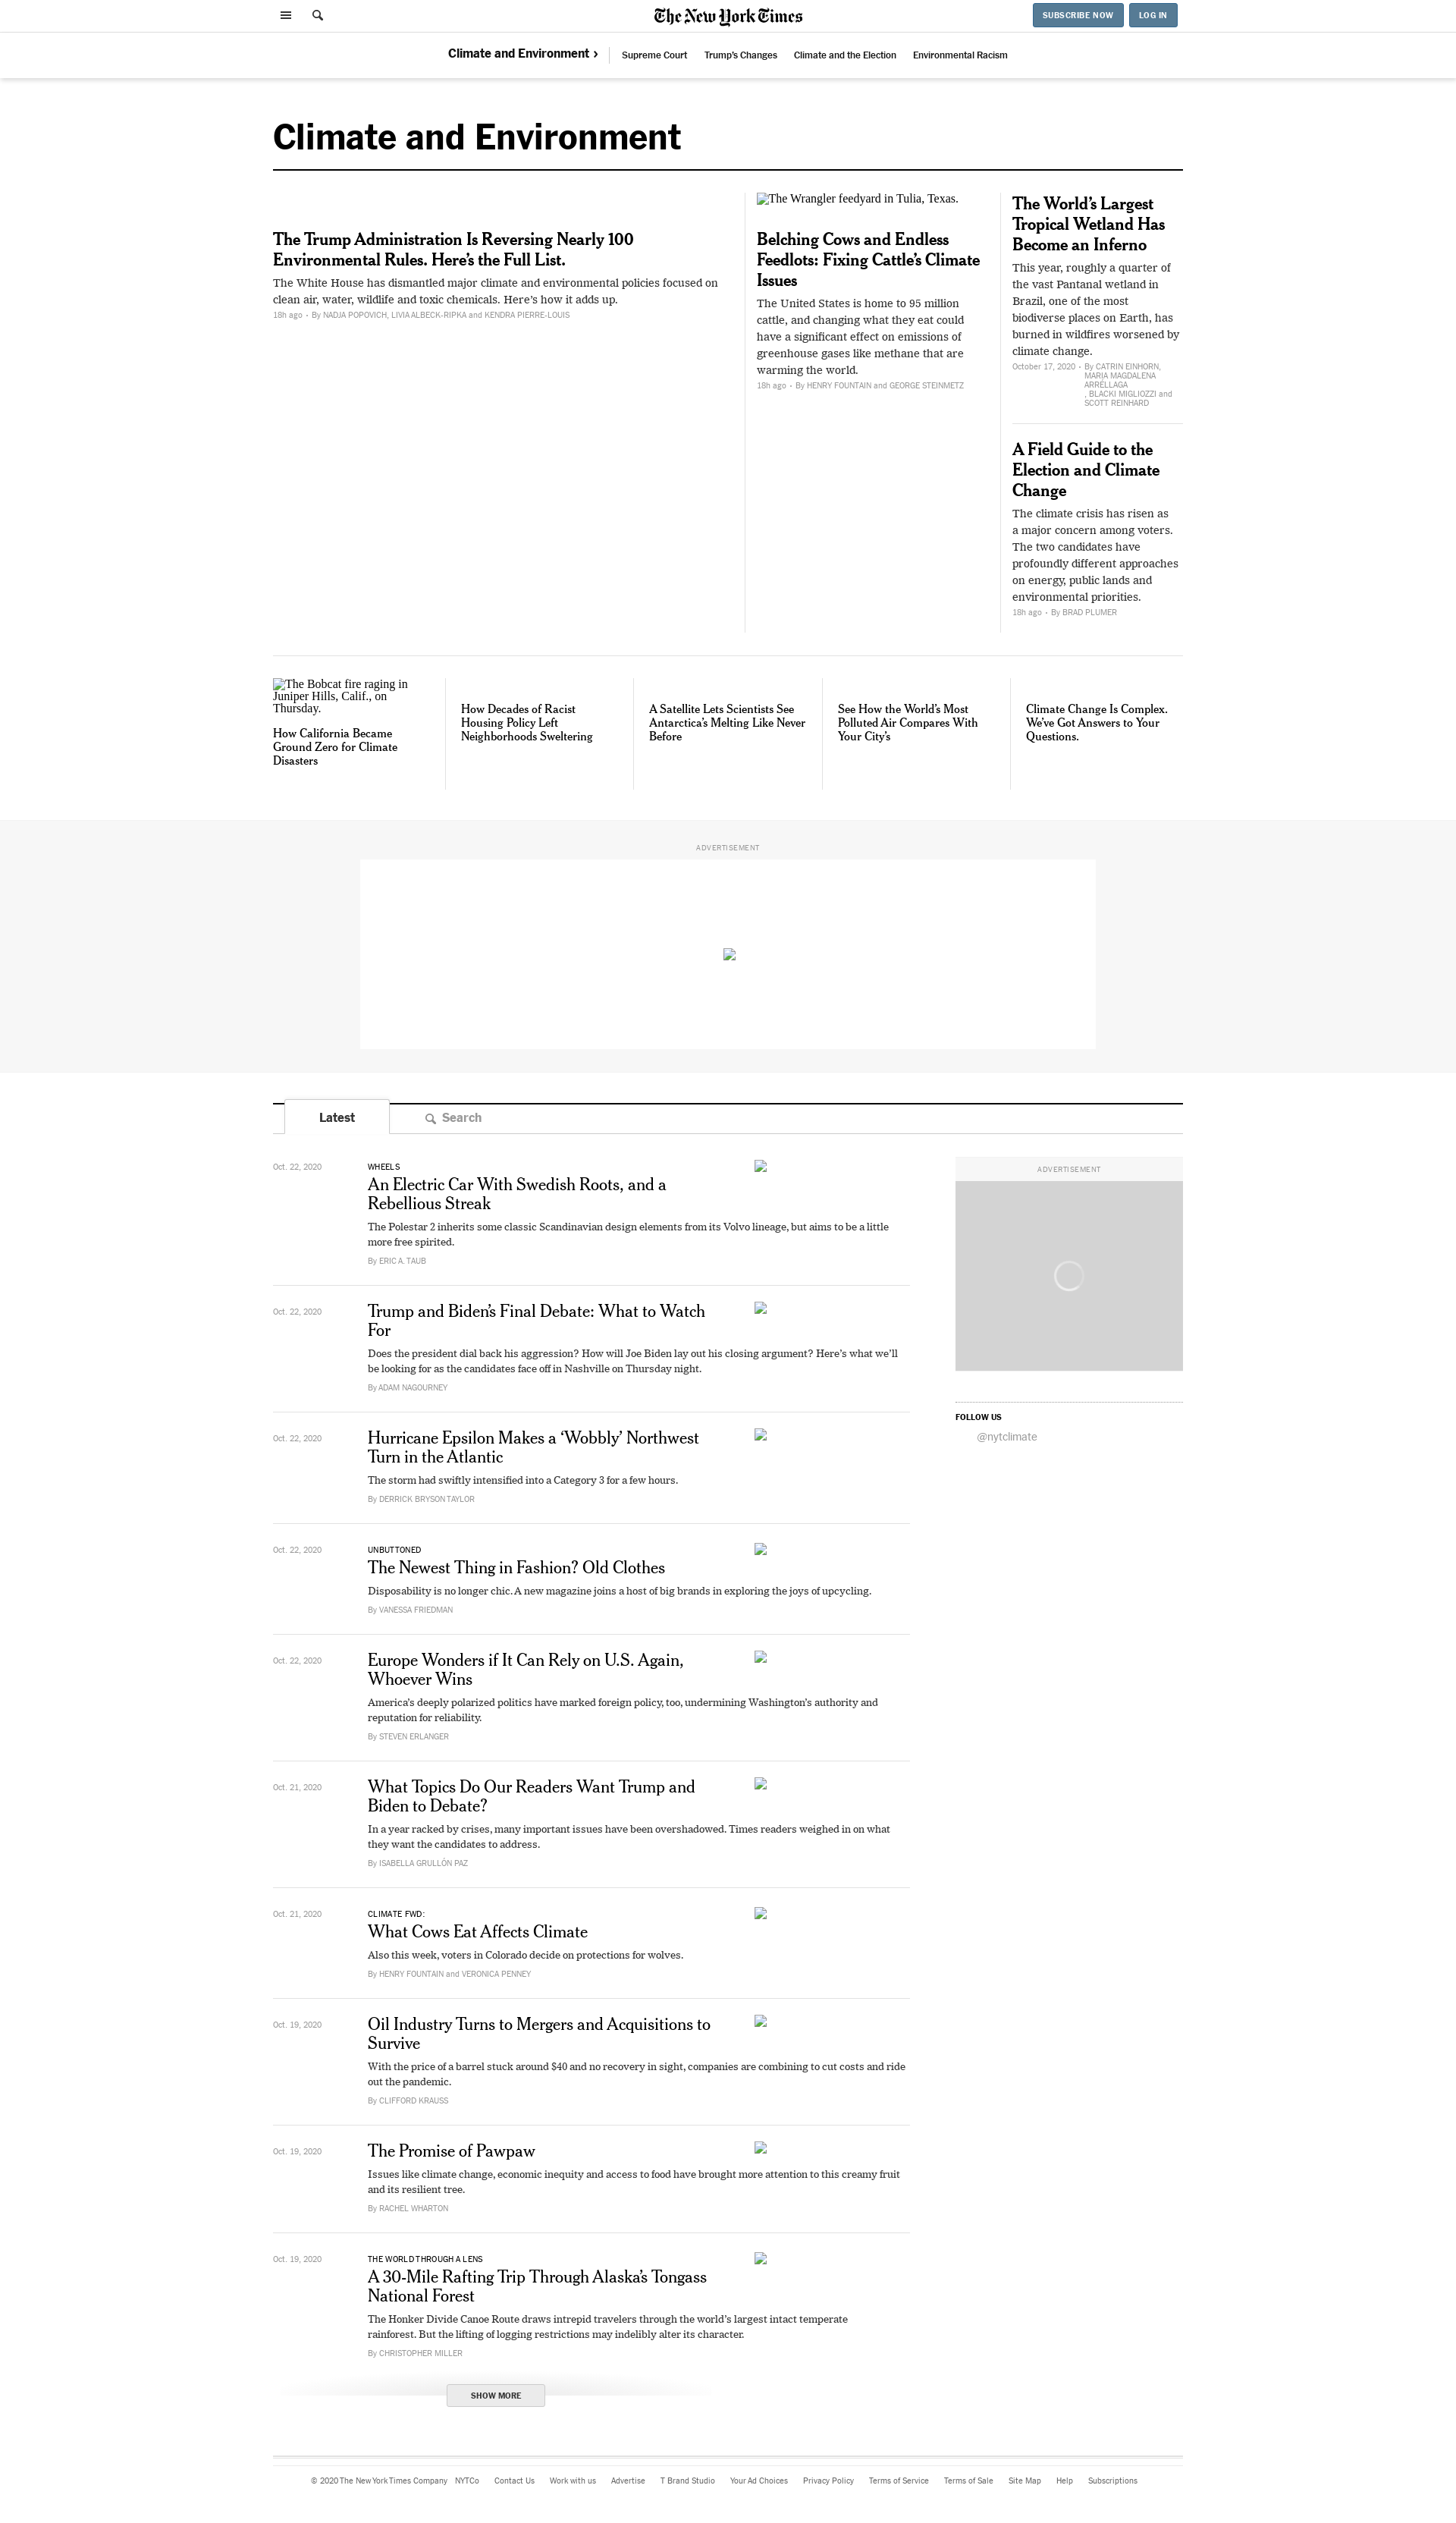 The New York Times
SUBSCRIBE NOW
LOG IN
Climate and Environment ›
Supreme Court
Trump's Changes
Climate and the Election
Environmental Racism
Climate and Environment
The Trump Administration Is Reversing Nearly 100
Environmental Rules. Here's the Full List.
The White House has dismantled major climate and environmental policies focused on
clean air, water, wildlife and toxic chemicals. Here's how it adds up.
18h ago • By NADJA POPOVICH, LIVIA ALBECK-RIPKA and KENDRA PIERRE-LOUIS
The Wrangler feedyard in Tulia, Texas.
Belching Cows and Endless
Feedlots: Fixing Cattle's Climate
Issues
The United States is home to 95 million
cattle, and changing what they eat could
have a significant effect on emissions of
greenhouse gases like methane that are
warming the world.
18h ago • By HENRY FOUNTAIN and GEORGE STEINMETZ
The World's Largest
Tropical Wetland Has
Become an Inferno
This year, roughly a quarter of
the vast Pantanal wetland in
Brazil, one of the most
biodiverse places on Earth, has
burned in wildfires worsened by
climate change.
October 17, 2020 • By CATRIN EINHORN,
MARIA MAGDALENA
ARRÉLLAGA
, BLACKI MIGLIOZZI and
SCOTT REINHARD
A Field Guide to the
Election and Climate
Change
The climate crisis has risen as
a major concern among voters.
The two candidates have
profoundly different approaches
on energy, public lands and
environmental priorities.
18h ago • By BRAD PLUMER
The Bobcat fire raging in
Juniper Hills, Calif., on
Thursday.
How California Became
Ground Zero for Climate
Disasters
How Decades of Racist
Housing Policy Left
Neighborhoods Sweltering
A Satellite Lets Scientists See
Antarctica's Melting Like Never
Before
See How the World's Most
Polluted Air Compares With
Your City's
Climate Change Is Complex.
We've Got Answers to Your
Questions.
ADVERTISEMENT
Latest
Search
Oct. 22, 2020
WHEELS
An Electric Car With Swedish Roots, and a
Rebellious Streak
The Polestar 2 inherits some classic Scandinavian design elements from its Volvo lineage, but aims to be a little
more free spirited.
By ERIC A. TAUB
Oct. 22, 2020
Trump and Biden's Final Debate: What to Watch
For
Does the president dial back his aggression? How will Joe Biden lay out his closing argument? Here's what we'll
be looking for as the candidates face off in Nashville on Thursday night.
By ADAM NAGOURNEY
Oct. 22, 2020
Hurricane Epsilon Makes a ‘Wobbly’ Northwest
Turn in the Atlantic
The storm had swiftly intensified into a Category 3 for a few hours.
By DERRICK BRYSON TAYLOR
Oct. 22, 2020
UNBUTTONED
The Newest Thing in Fashion? Old Clothes
Disposability is no longer chic. A new magazine joins a host of big brands in exploring the joys of upcycling.
By VANESSA FRIEDMAN
Oct. 22, 2020
Europe Wonders if It Can Rely on U.S. Again,
Whoever Wins
America's deeply polarized politics have marked foreign policy, too, undermining Washington's authority and
reputation for reliability.
By STEVEN ERLANGER
Oct. 21, 2020
What Topics Do Our Readers Want Trump and
Biden to Debate?
In a year racked by crises, many important issues have been overshadowed. Times readers weighed in on what
they want the candidates to address.
By ISABELLA GRULLÓN PAZ
Oct. 21, 2020
CLIMATE FWD:
What Cows Eat Affects Climate
Also this week, voters in Colorado decide on protections for wolves.
By HENRY FOUNTAIN and VERONICA PENNEY
Oct. 19, 2020
Oil Industry Turns to Mergers and Acquisitions to
Survive
With the price of a barrel stuck around $40 and no recovery in sight, companies are combining to cut costs and ride
out the pandemic.
By CLIFFORD KRAUSS
Oct. 19, 2020
The Promise of Pawpaw
Issues like climate change, economic inequity and access to food have brought more attention to this creamy fruit
and its resilient tree.
By RACHEL WHARTON
Oct. 19, 2020
THE WORLD THROUGH A LENS
A 30-Mile Rafting Trip Through Alaska's Tongass
National Forest
The Honker Divide Canoe Route draws intrepid travelers through the world's largest intact temperate
rainforest. But the lifting of logging restrictions may indelibly alter its character.
By CHRISTOPHER MILLER
SHOW MORE
ADVERTISEMENT
FOLLOW US
@nytclimate
© 2020 The New York Times Company
NYTCo
Contact Us
Work with us
Advertise
T Brand Studio
Your Ad Choices
Privacy Policy
Terms of Service
Terms of Sale
Site Map
Help
Subscriptions